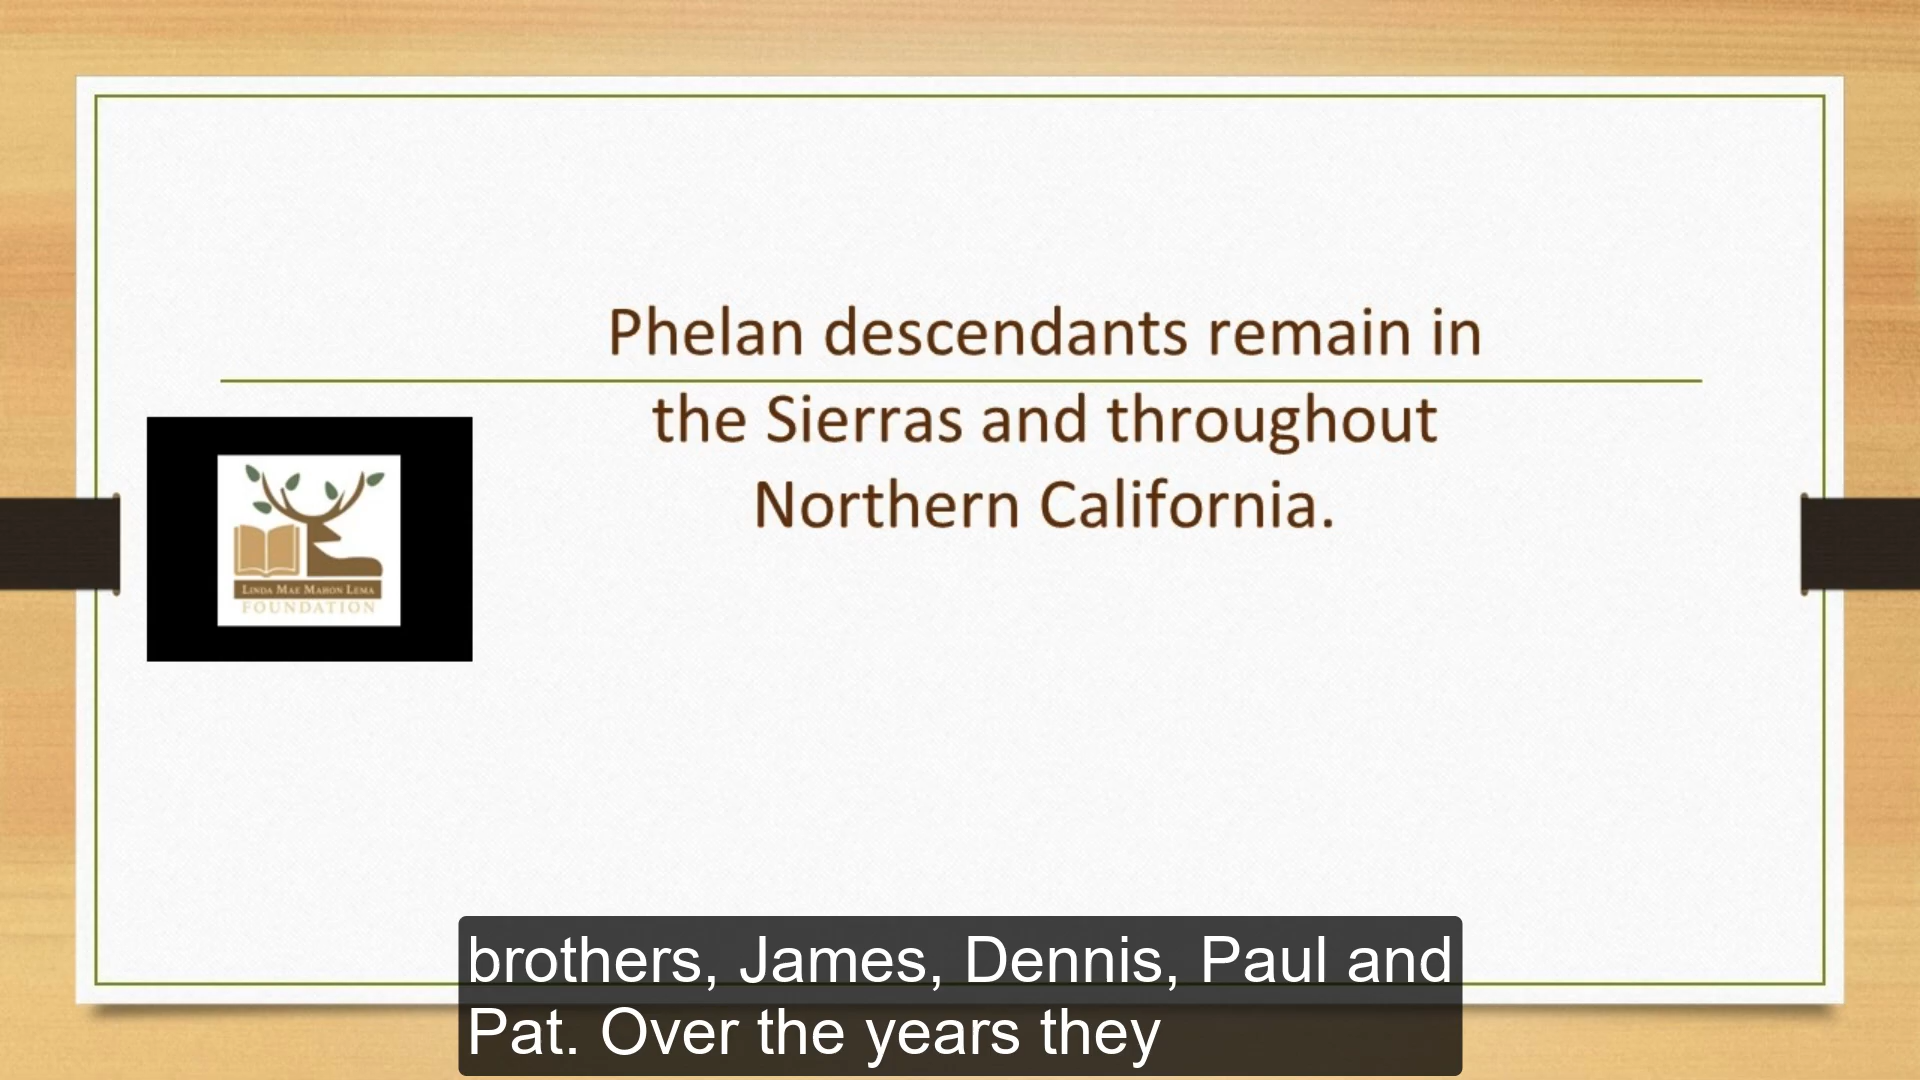 Phelan descendants remain in
the Sierras and throughout
Northern California.
LINDA MAE MAHON LEMA
FOUNDATION
brothers, James, Dennis, Paul and
Pat. Over the years they